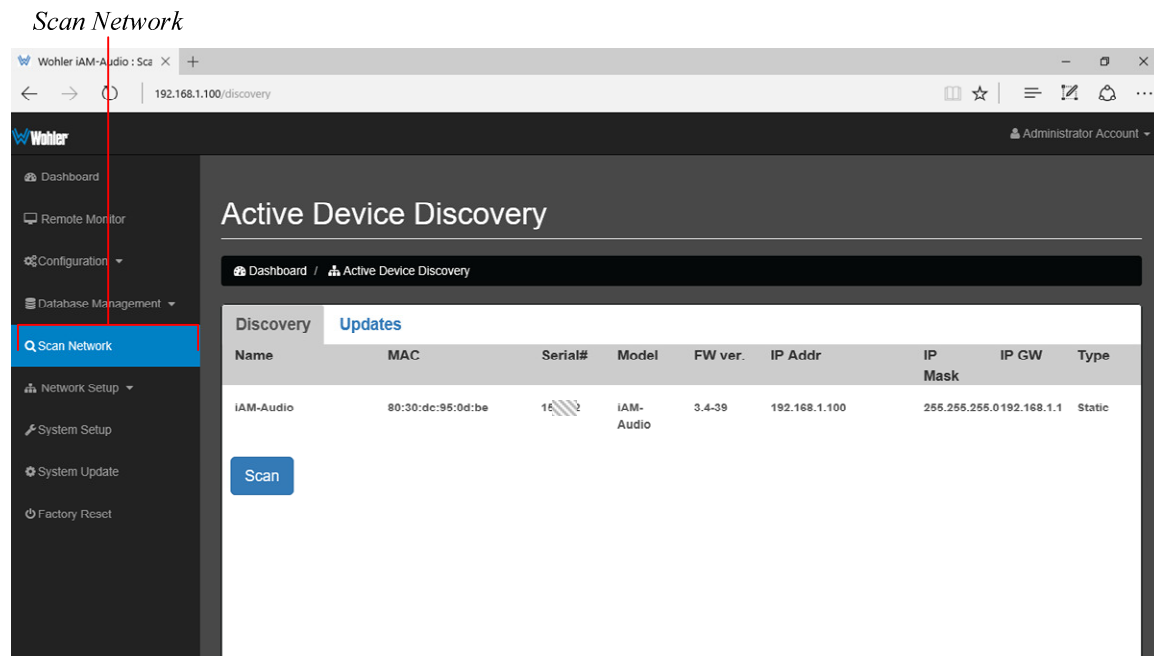 Scan Network
Wohler iAM-Audio : Sca
192.168.1.100/discovery
Wohler
Administrator Account
Dashboard
Remote Monitor
Configuration
Database Management
Scan Network
Network Setup
System Setup
System Update
Factory Reset
Active Device Discovery
Dashboard / Active Device Discovery
Discovery Updates
Name MAC Serial# Model FW ver. IP Addr IP Mask IP GW Type
iAM-Audio 80:30:dc:95:0d:be iAM-Audio 3.4-39 192.168.1.100 255.255.255.0 192.168.1.1 Static
Scan